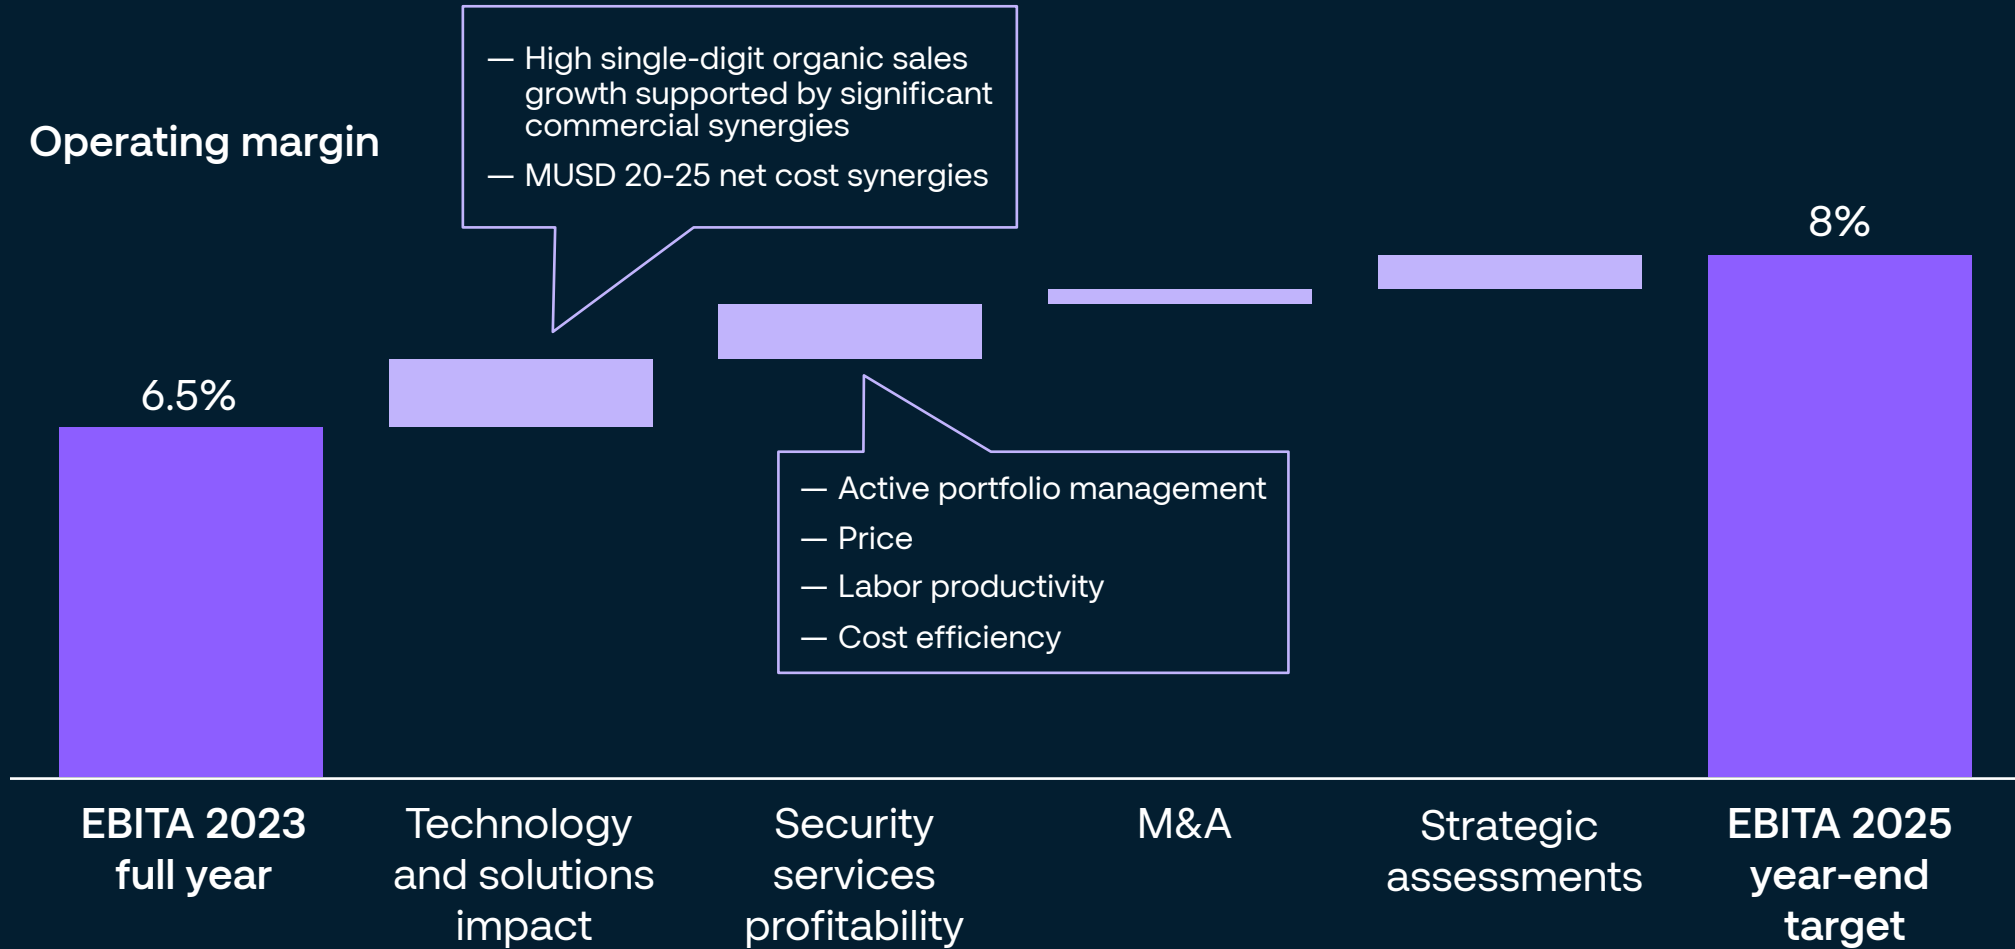 Operating margin
— High single-digit organic sales
growth supported by significant
commercial synergies
— MUSD 20-25 net cost synergies
6.5%
8%
— Active portfolio management
— Price
— Labor productivity
— Cost efficiency
EBITA 2023
full year
Technology
and solutions
impact
Security
services
profitability
M&A
Strategic
assessments
EBITA 2025
year-end
target